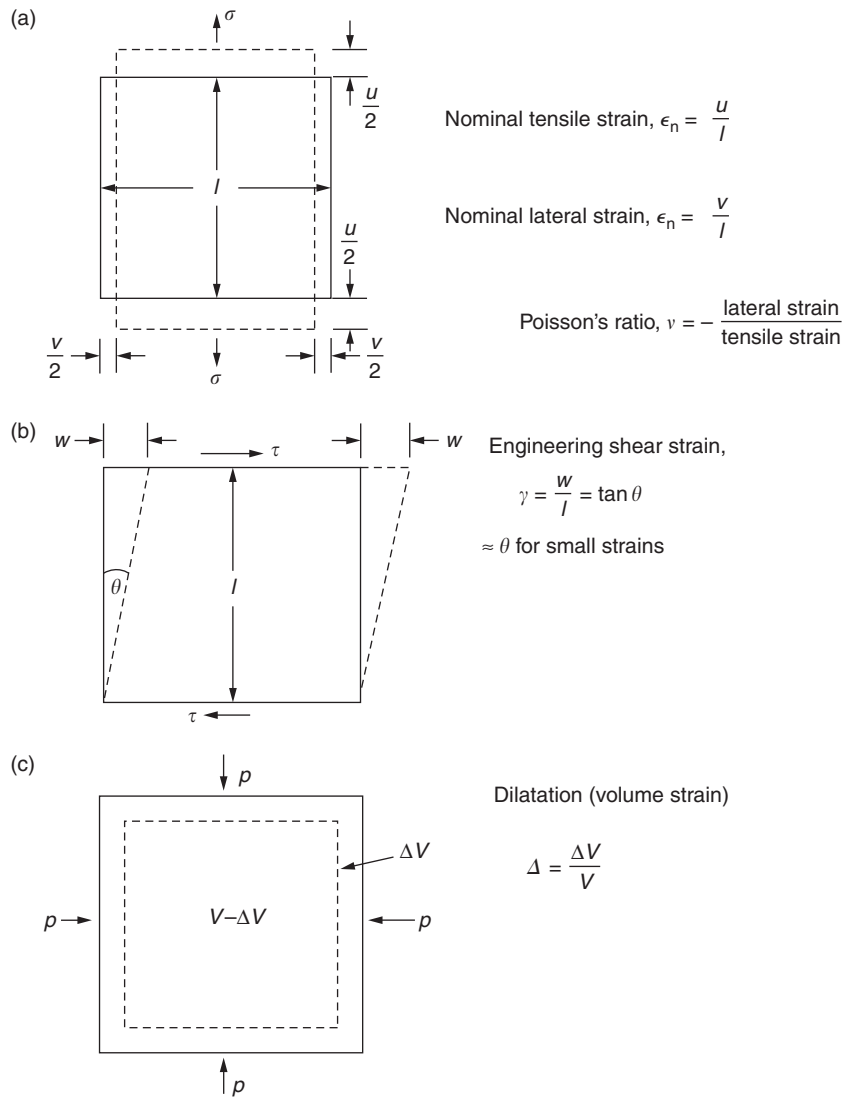 (a)
σ
u
2
Nominal tensile strain, ϵn = u/l
l
Nominal lateral strain, ϵn = v/l
u
2
Poisson's ratio, ν = − lateral strain/tensile strain
v
2
σ
v
2
(b)
w
τ
w
Engineering shear strain,
γ = w/l = tan θ
≈ θ for small strains
θ
l
τ
(c)
p
Dilatation (volume strain)
ΔV
Δ = ΔV/V
p
V−ΔV
p
p